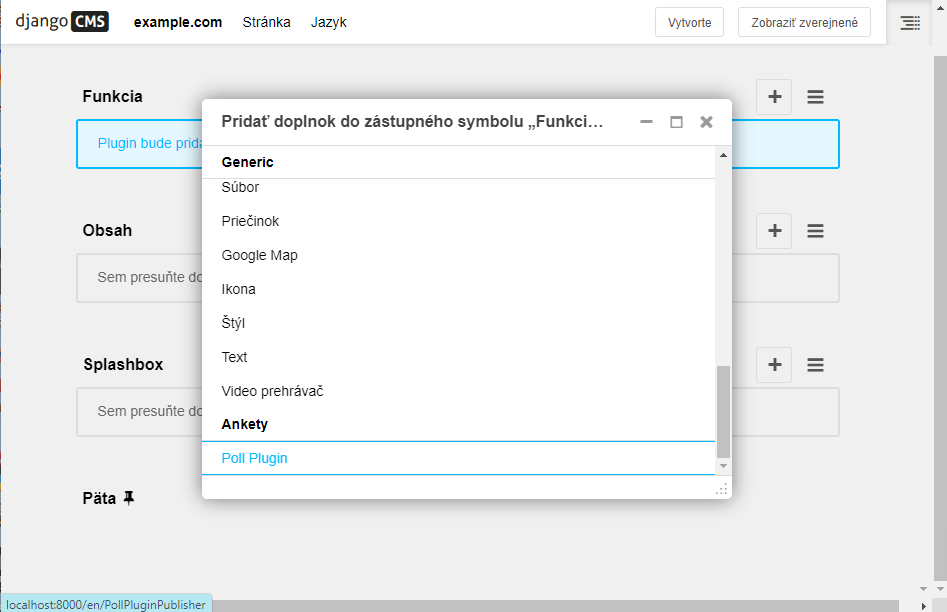 django CMS example.com Stránka Jazyk Vytvorte Zobraziť zverejnené
Funkcia
Plugin bude prida
Pridať doplnok do zástupného symbolu „Funkci...
Generic
Súbor
Priečinok
Google Map
Ikona
Štýl
Text
Video prehrávač
Ankety
Poll Plugin
Obsah
Sem presuňte do
Splashbox
Sem presuňte do
Päta
localhost:8000/en/PollPluginPublisher